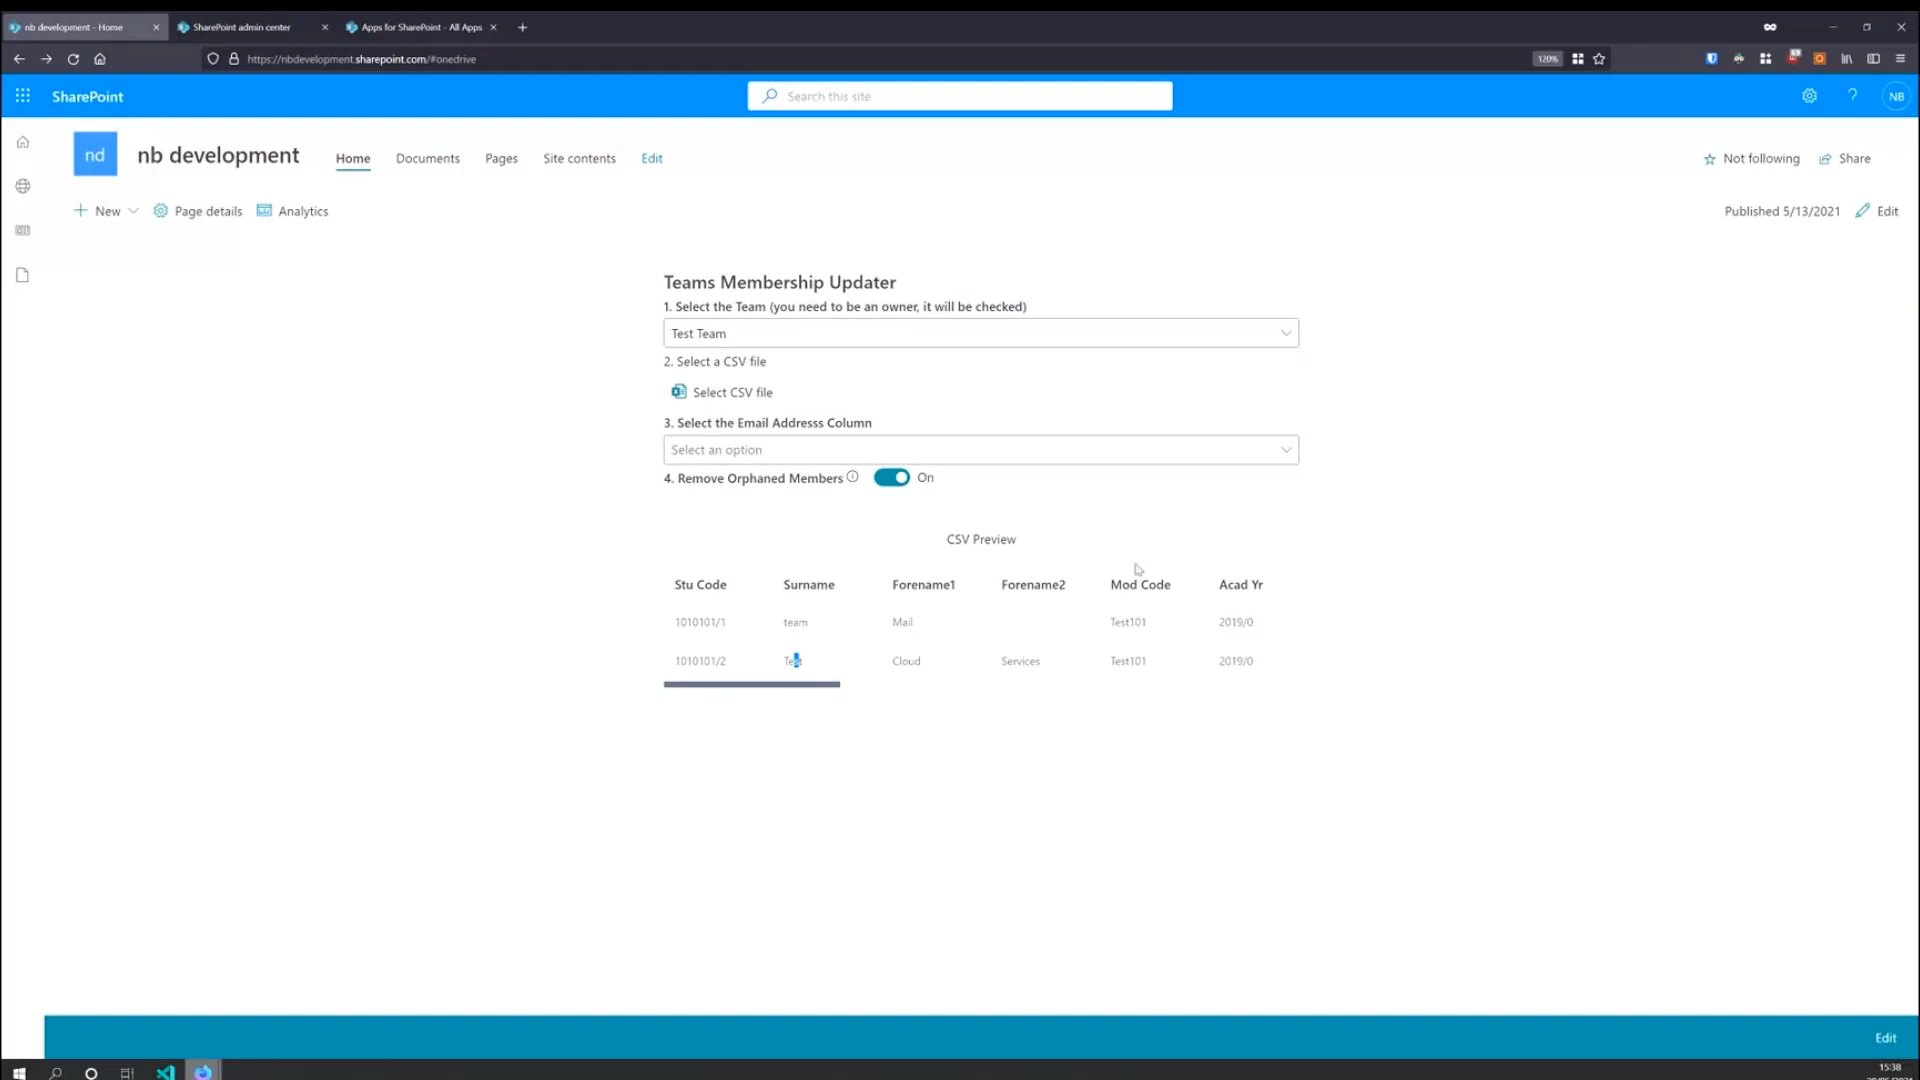 nb development - Home
SharePoint admin center
Apps for SharePoint - All Apps
https://nbdevelopment.sharepoint.com/#onedrive
120%
SharePoint
Search this site
NB
nd
nb development
Home
Documents
Pages
Site contents
Edit
Not following
Share
New
Page details
Analytics
Published 5/13/2021
Edit
Teams Membership Updater
1. Select the Team (you need to be an owner, it will be checked)
Test Team
2. Select a CSV file
Select CSV file
3. Select the Email Addresss Column
Select an option
4. Remove Orphaned Members
On
CSV Preview
Stu Code Surname Forename1 Forename2 Mod Code Acad Yr
1010101/1 team Mail Test101 2019/0
1010101/2 Test Cloud Services Test101 2019/0
Edit
15:38